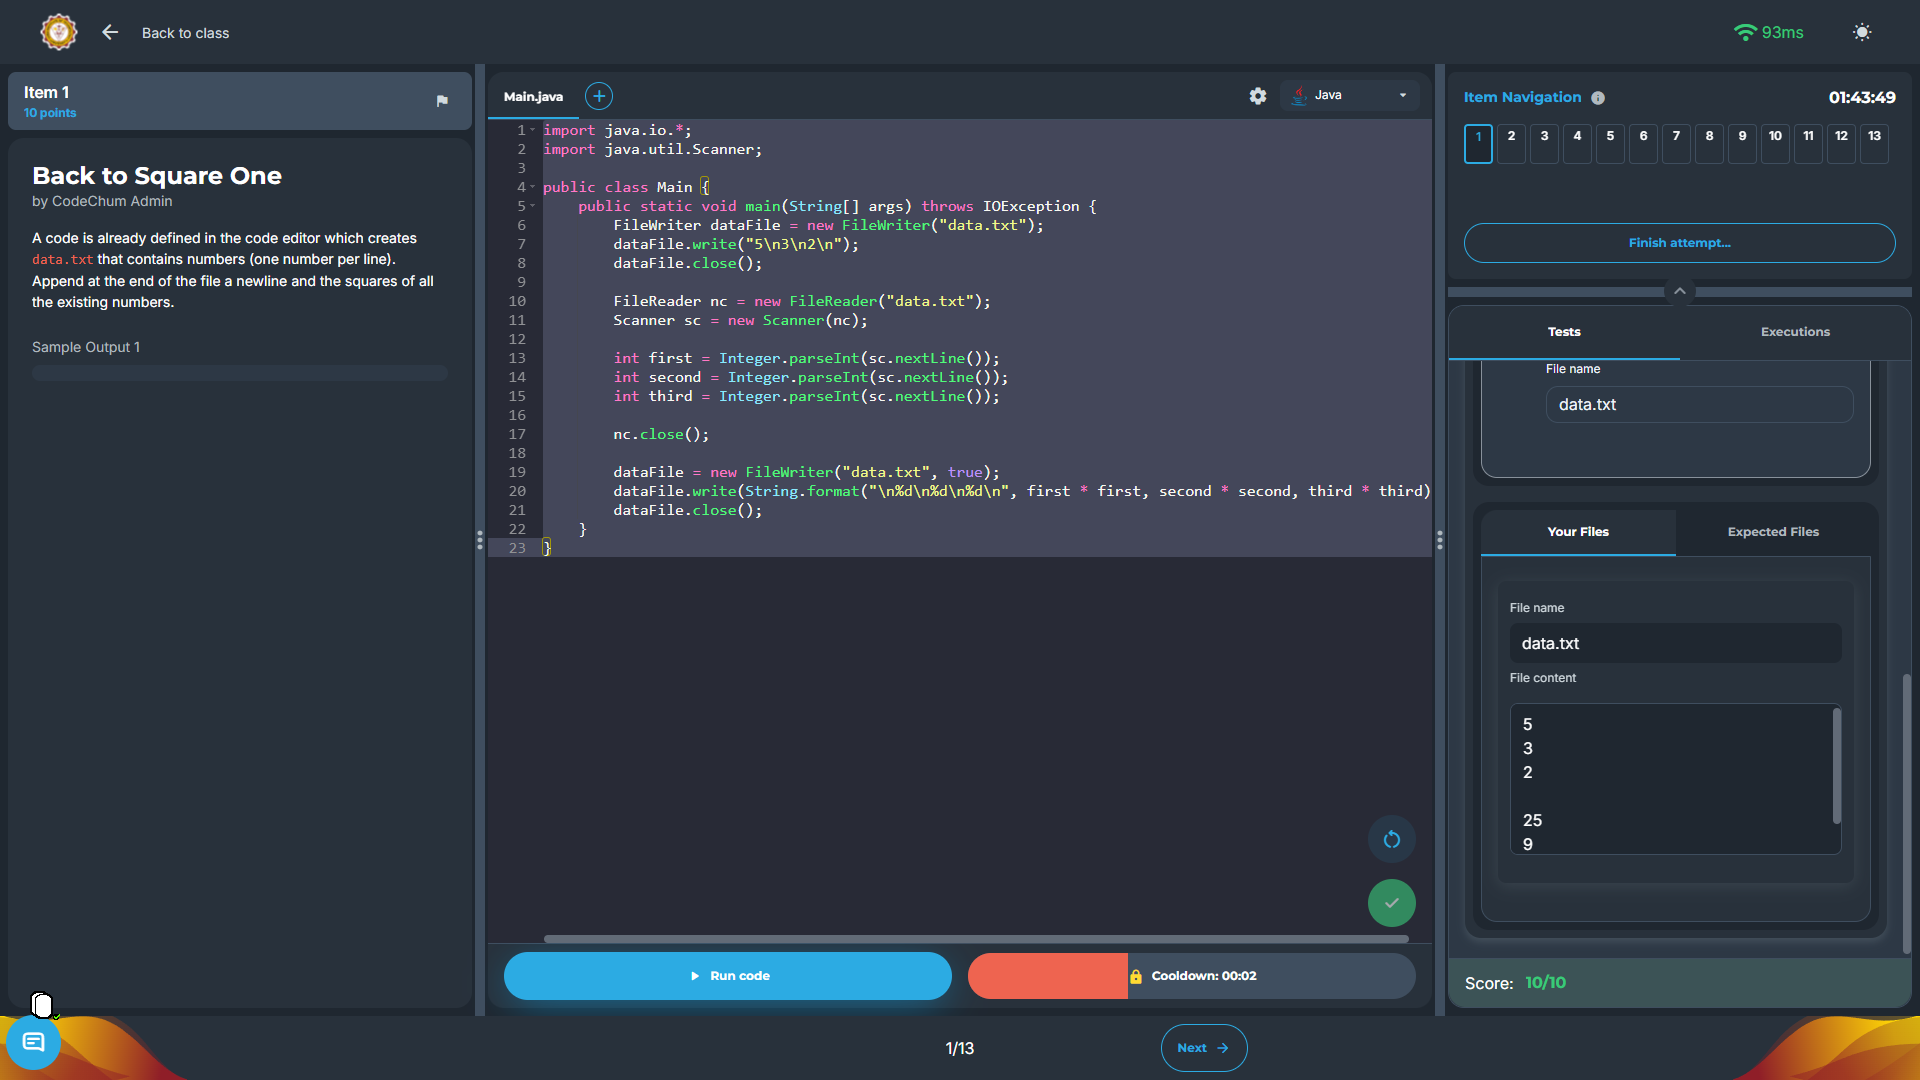 Back to class
93ms
Item 1
10 points
Back to Square One
by CodeChum Admin
A code is already defined in the code editor which creates
data.txt that contains numbers (one number per line).
Append at the end of the file a newline and the squares of all
the existing numbers.
Sample Output 1
Main.java
Java
1 import java.io.*;
2 import java.util.Scanner;
3
4 public class Main {
5     public static void main(String[] args) throws IOException {
6         FileWriter dataFile = new FileWriter("data.txt");
7         dataFile.write("5\n3\n2\n");
8         dataFile.close();
9
10         FileReader nc = new FileReader("data.txt");
11         Scanner sc = new Scanner(nc);
12
13         int first = Integer.parseInt(sc.nextLine());
14         int second = Integer.parseInt(sc.nextLine());
15         int third = Integer.parseInt(sc.nextLine());
16
17         nc.close();
18
19         dataFile = new FileWriter("data.txt", true);
20         dataFile.write(String.format("\n%d\n%d\n%d\n", first * first, second * second, third * third)
21         dataFile.close();
22     }
23 }
Run code
Cooldown: 00:02
Item Navigation
01:43:49
1 2 3 4 5 6 7 8 9 10 11 12 13
Finish attempt...
Tests
Executions
File name
data.txt
Your Files
Expected Files
File name
data.txt
File content
5
3
2
25
9
Score: 10/10
1/13
Next